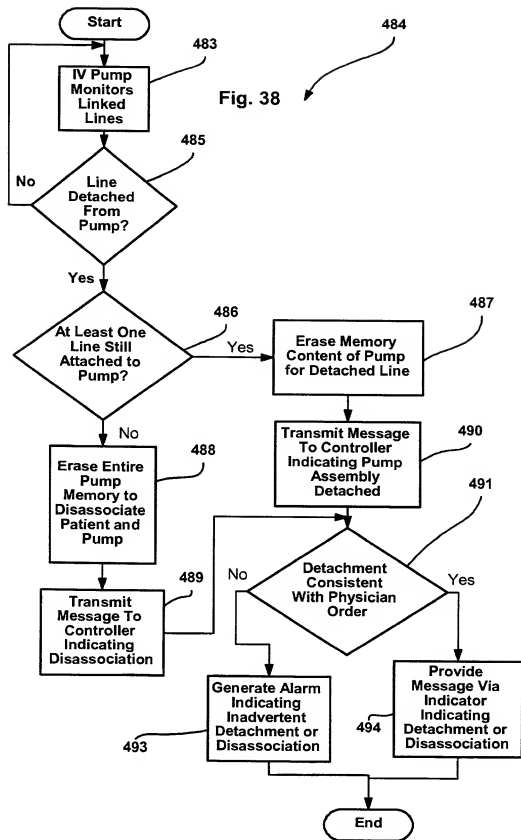 Start
483
484
IV Pump
Monitors
Linked
Lines
Fig. 38
485
No
Line
Detached
From
Pump?
Yes
486
487
At Least One
Line Still
Attached to
Pump?
Yes
Erase Memory
Content of Pump
for Detached Line
No
488
490
Transmit Message
To Controller
Indicating Pump
Assembly
Detached
491
Erase Entire
Pump
Memory to
Disassociate
Patient and
Pump
489
No
Detachment
Consistent
With Physician
Order
Yes
Transmit
Message To
Controller
Indicating
Disassociation
Generate Alarm
Indicating
Inadvertent
Detachment or
Disassociation
493
Provide
Message Via
Indicator
Indicating
Detachment or
Disassociation
494
End